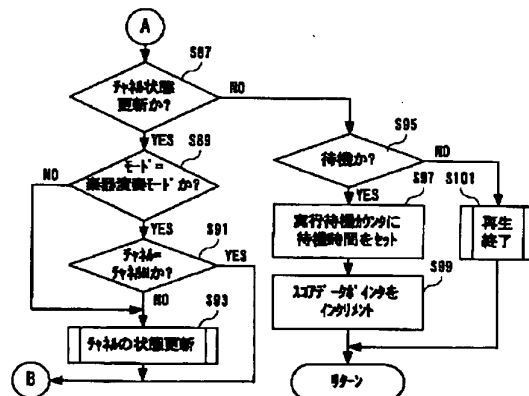 A
S87
チャネル状態
更新か?
NO
YES
S89
モード=
楽器演奏モードか?
NO
YES
S91
チャネル=
チャネルNか?
YES
NO
S93
チャネルの状態更新
B
S95
待機か?
NO
YES
S97
実行待機カウンタに
待機時間をセット
S101
再生
終了
S99
スコアデータポインタを
インクリメント
リターン